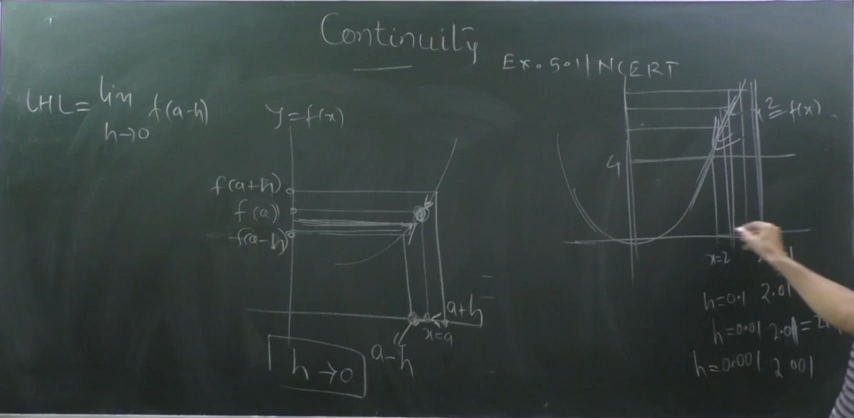 Continuity
Ex. 5.1 | NCERT
LHL = lim f(a-h)
h→0
y = f(x)
f(a+h)
f(a)
f(a-h)
a+h
x=a
a-h
h→0
x² = f(x)
4
x=2
h=0.1 2.01
h=0.01 2.01 =
h=0.001 2.001